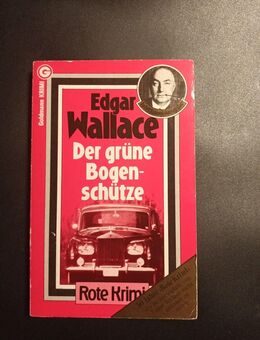 G
Goldmann KRIMI
Edgar
Wallace
Der grüne
Bogen-
schütze
Rote Krimi